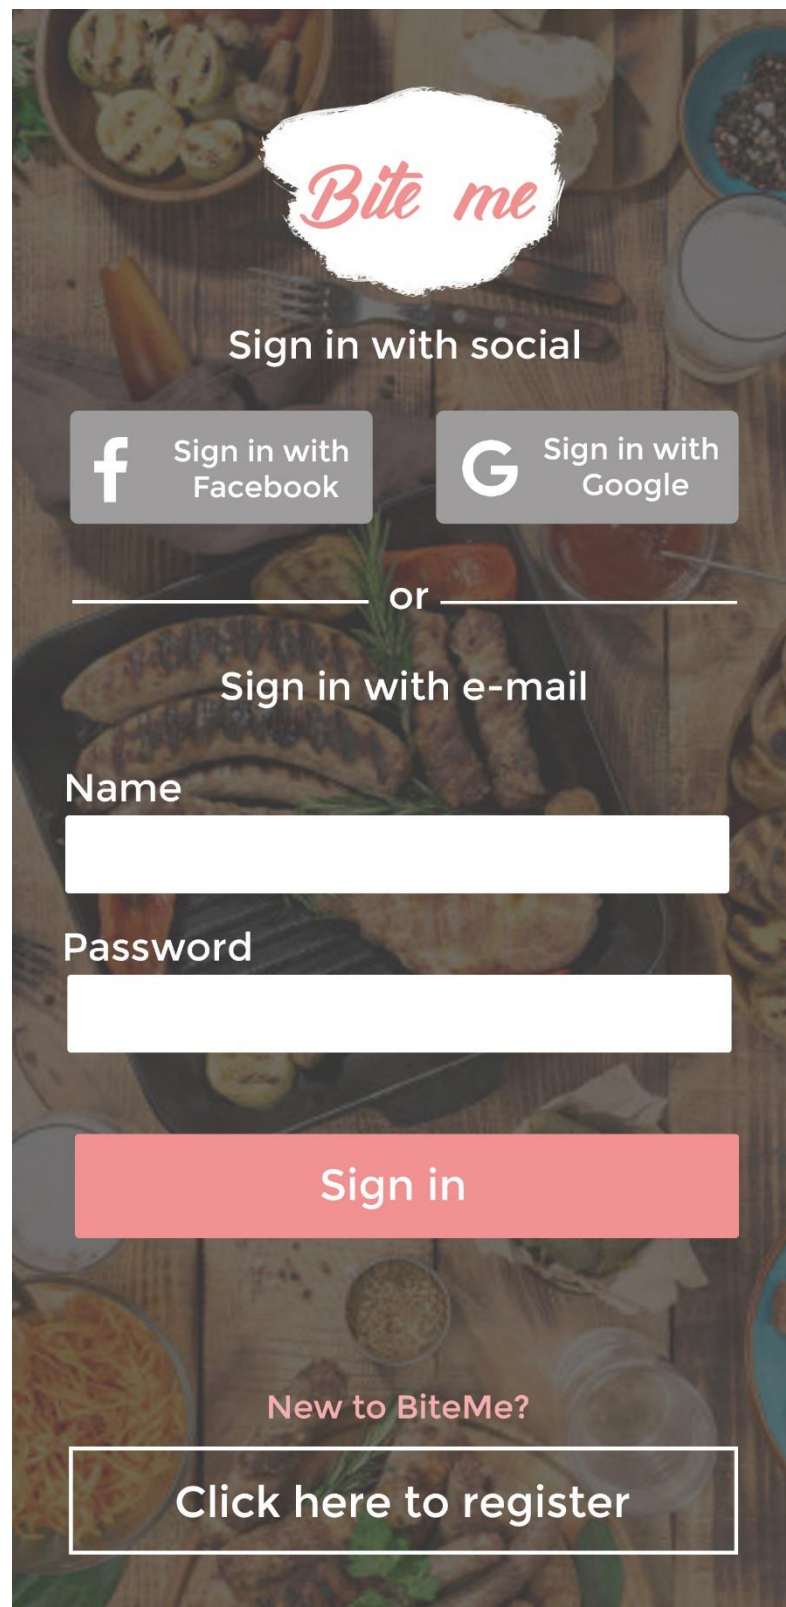 Bite me
Sign in with social
Sign in with
Facebook
Sign in with
Google
or
Sign in with e-mail
Name
Password
Sign in
New to BiteMe?
Click here to register